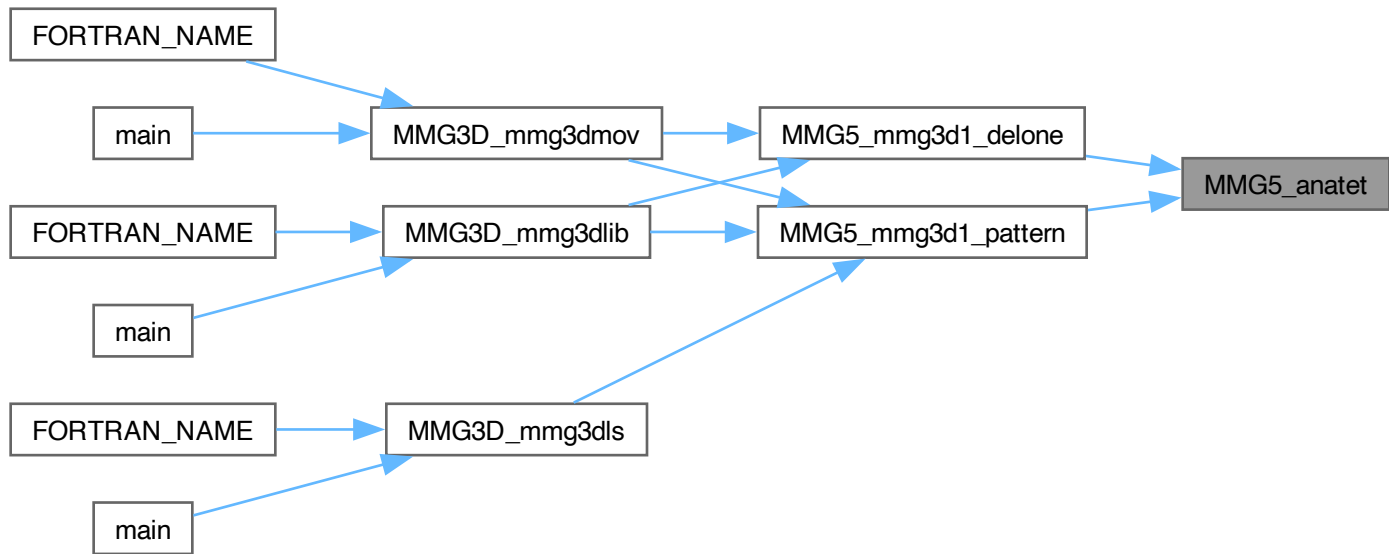 FORTRAN_NAME
main
MMG3D_mmg3dmov
MMG5_mmg3d1_delone
MMG5_anatet
FORTRAN_NAME
MMG3D_mmg3dlib
MMG5_mmg3d1_pattern
main
FORTRAN_NAME
MMG3D_mmg3dls
main